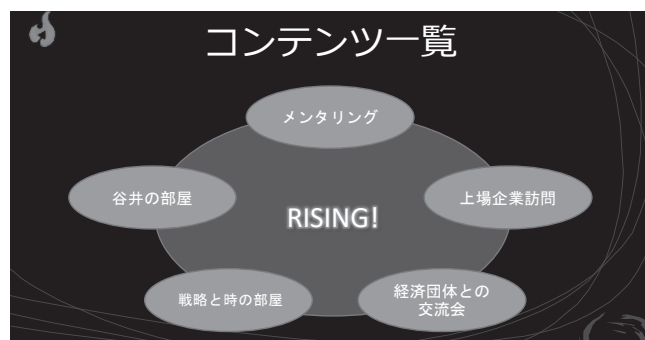 コンテンツ一覧
メンタリング
谷井の部屋
上場企業訪問
RISING!
戦略と時の部屋
経済団体との
交流会